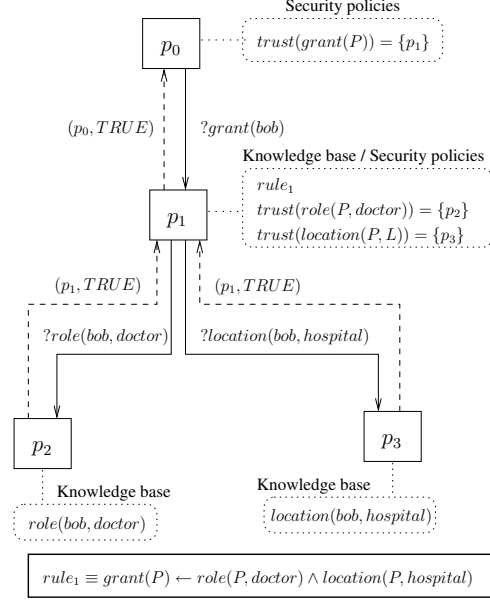 Security policies
p₀
trust(grant(P)) = {p₁}
(p₀, TRUE)
?grant(bob)
Knowledge base / Security policies
p₁
rule₁
trust(role(P, doctor)) = {p₂}
trust(location(P, L)) = {p₃}
(p₁, TRUE)
(p₁, TRUE)
?role(bob, doctor)
?location(bob, hospital)
p₂
p₃
Knowledge base
role(bob, doctor)
Knowledge base
location(bob, hospital)
rule₁ ≡ grant(P) ← role(P, doctor) ∧ location(P, hospital)